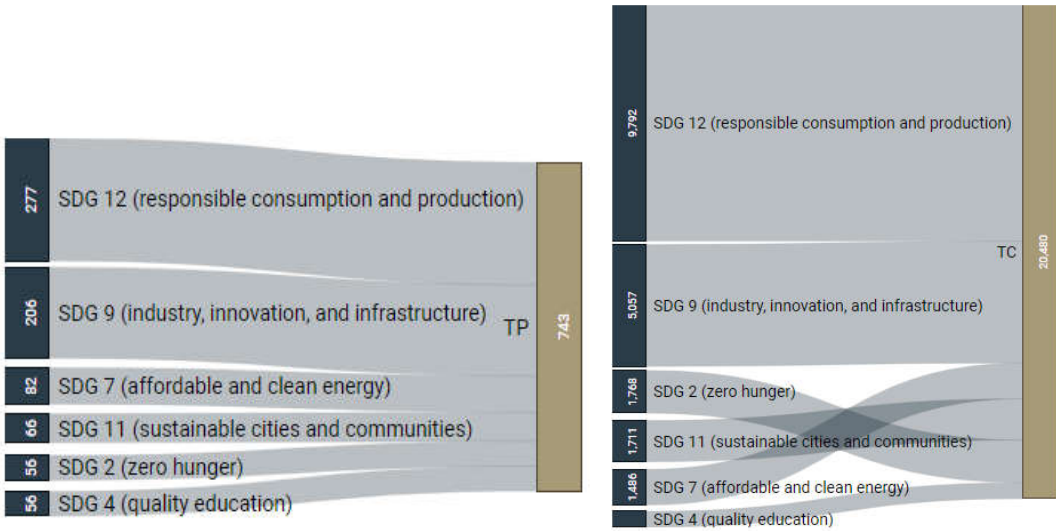 277
SDG 12 (responsible consumption and production)
206
SDG 9 (industry, innovation, and infrastructure)
TP
743
82
SDG 7 (affordable and clean energy)
66
SDG 11 (sustainable cities and communities)
56
SDG 2 (zero hunger)
56
SDG 4 (quality education)
9,792
SDG 12 (responsible consumption and production)
TC
20,480
5,057
SDG 9 (industry, innovation, and infrastructure)
1,768
SDG 2 (zero hunger)
1,711
SDG 11 (sustainable cities and communities)
1,486
SDG 7 (affordable and clean energy)
SDG 4 (quality education)